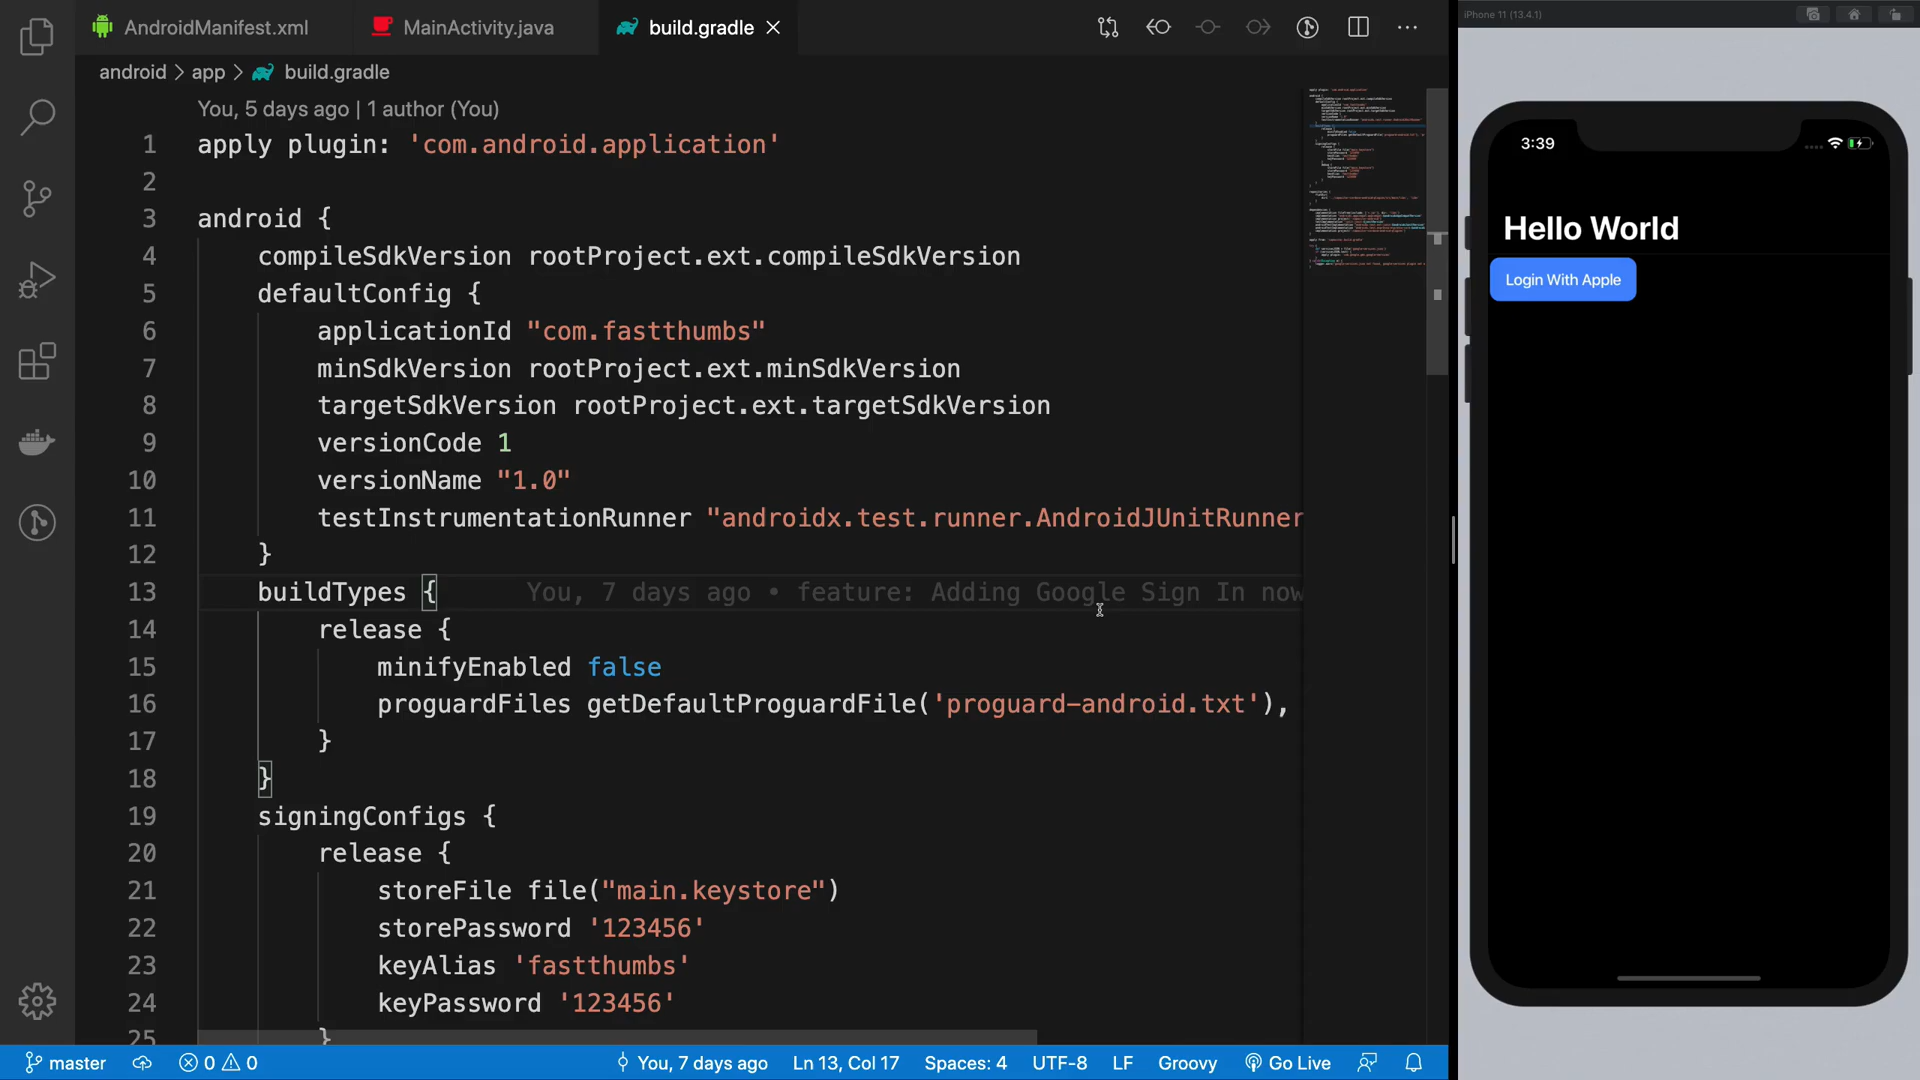 AndroidManifest.xml
MainActivity.java
build.gradle
android > app > build.gradle
You, 5 days ago | 1 author (You)
1 apply plugin: 'com.android.application'
2
3 android {
4 compileSdkVersion rootProject.ext.compileSdkVersion
5 defaultConfig {
6 applicationId "com.fastthumbs"
7 minSdkVersion rootProject.ext.minSdkVersion
8 targetSdkVersion rootProject.ext.targetSdkVersion
9 versionCode 1
10 versionName "1.0"
11 testInstrumentationRunner "androidx.test.runner.AndroidJUnitRunner
12 }
13 buildTypes { You, 7 days ago • feature: Adding Google Sign In now
14 release {
15 minifyEnabled false
16 proguardFiles getDefaultProguardFile('proguard-android.txt'),
17 }
18 }
19 signingConfigs {
20 release {
21 storeFile file("main.keystore")
22 storePassword '123456'
23 keyAlias 'fastthumbs'
24 keyPassword '123456'
25 }
master 0 0 You, 7 days ago Ln 13, Col 17 Spaces: 4 UTF-8 LF Groovy Go Live
iPhone 11 (13.4.1)
3:39
Hello World
Login With Apple